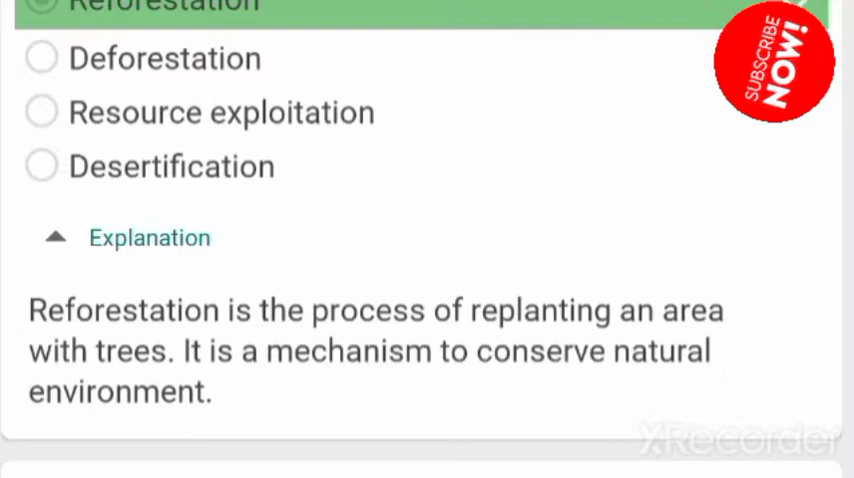 Reforestation
Deforestation
Resource exploitation
Desertification
Explanation
Reforestation is the process of replanting an area
with trees. It is a mechanism to conserve natural
environment.
SUBSCRIBE
NOW!
XRecorder